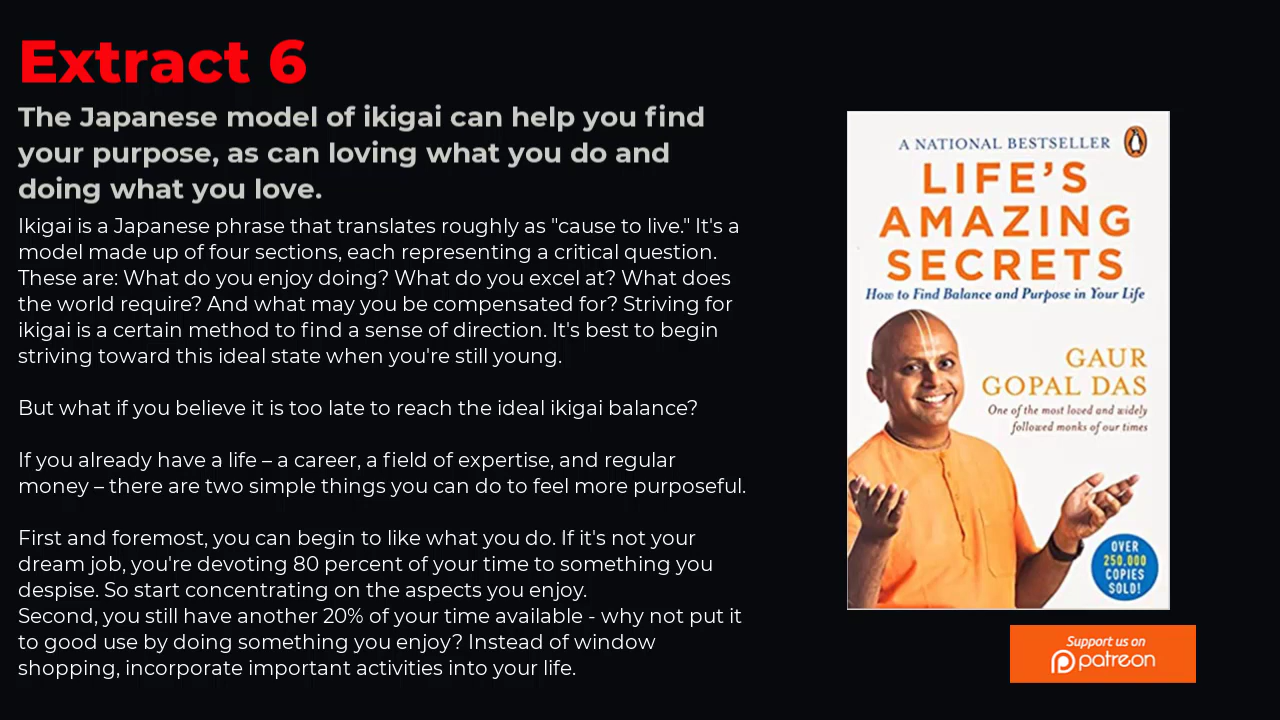 Extract 6
The Japanese model of ikigai can help you find
your purpose, as can loving what you do and
doing what you love.
Ikigai is a Japanese phrase that translates roughly as "cause to live." It's a
model made up of four sections, each representing a critical question.
These are: What do you enjoy doing? What do you excel at? What does
the world require? And what may you be compensated for? Striving for
ikigai is a certain method to find a sense of direction. It's best to begin
striving toward this ideal state when you're still young.
But what if you believe it is too late to reach the ideal ikigai balance?
If you already have a life – a career, a field of expertise, and regular
money – there are two simple things you can do to feel more purposeful.
First and foremost, you can begin to like what you do. If it's not your
dream job, you're devoting 80 percent of your time to something you
despise. So start concentrating on the aspects you enjoy.
Second, you still have another 20% of your time available - why not put it
to good use by doing something you enjoy? Instead of window
shopping, incorporate important activities into your life.
A NATIONAL BESTSELLER
LIFE'S
AMAZING
SECRETS
How to Find Balance and Purpose in Your Life
GAUR
GOPAL DAS
One of the most loved and widely
followed monks of our times
OVER
250,000
COPIES
SOLD!
Support us on
patreon